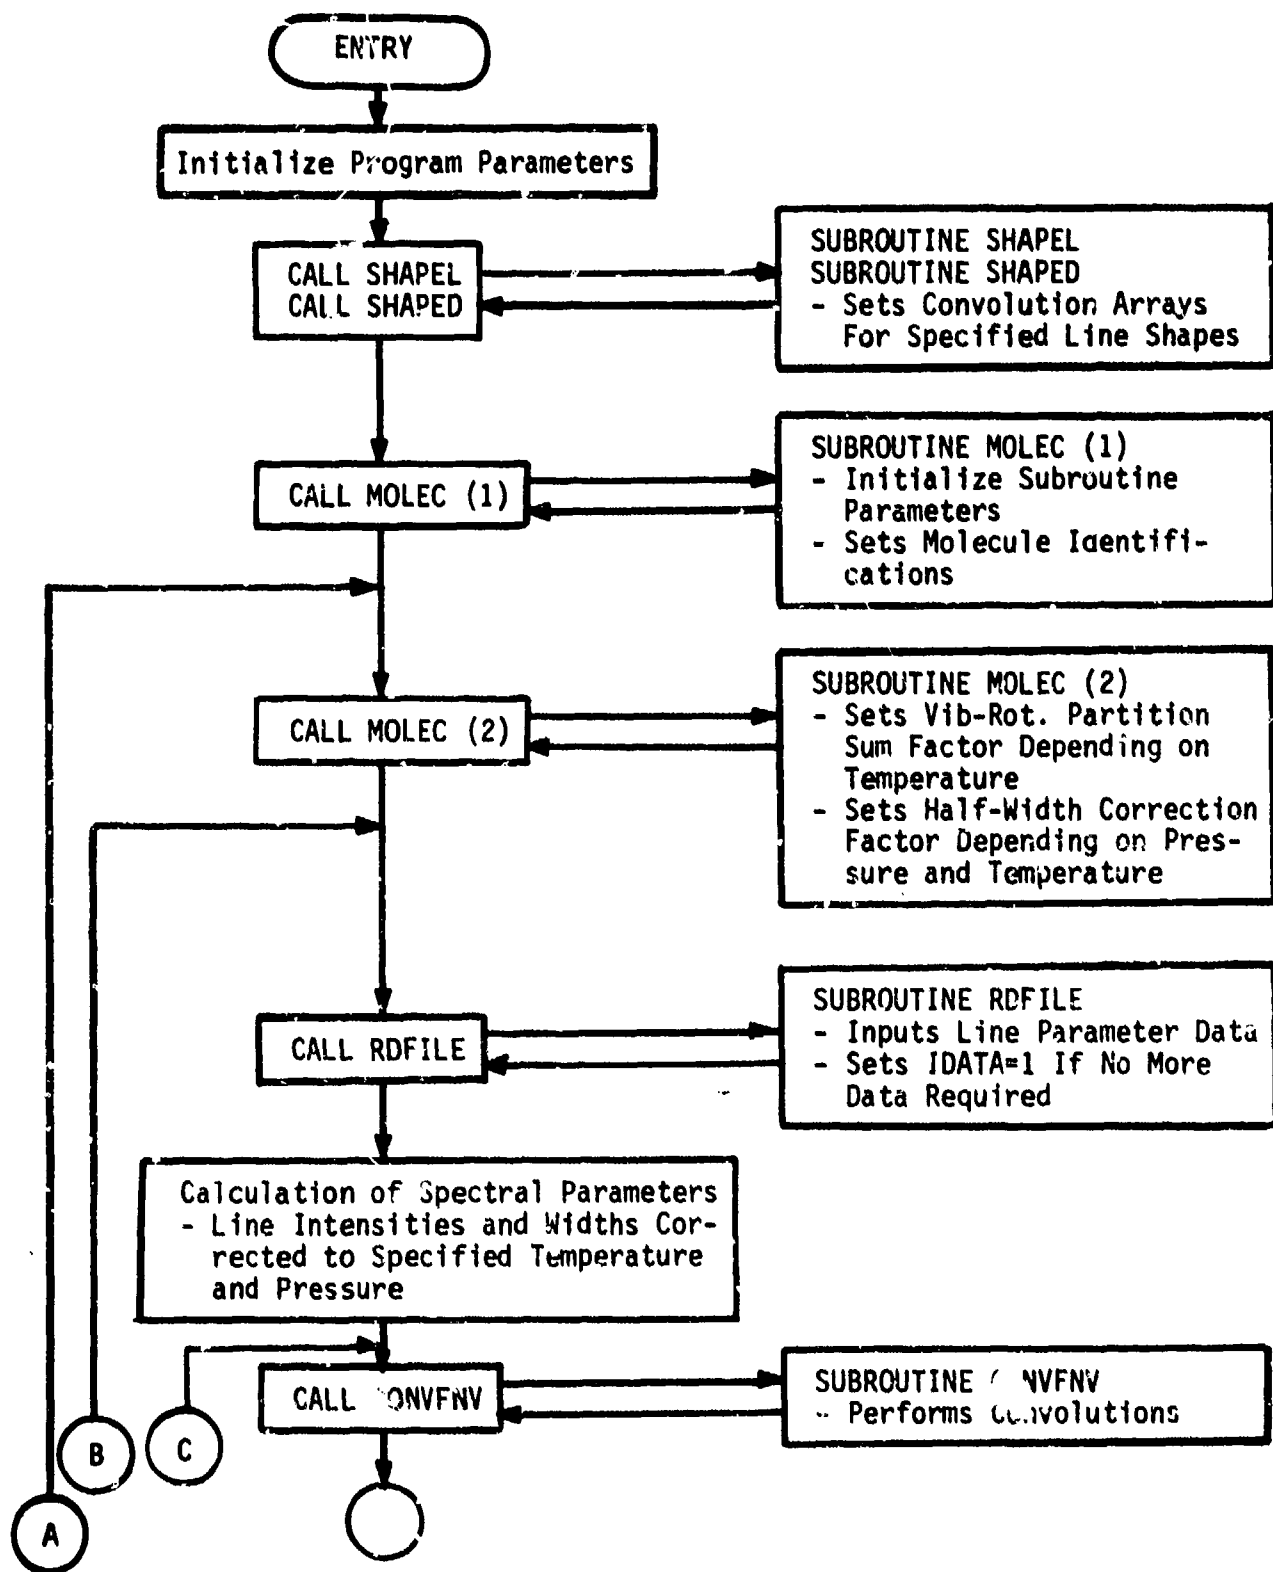 ENTRY
Initialize Program Parameters
CALL SHAPEL
CALL SHAPED
SUBROUTINE SHAPEL
SUBROUTINE SHAPED
- Sets Convolution Arrays
For Specified Line Shapes
CALL MOLEC (1)
SUBROUTINE MOLEC (1)
- Initialize Subroutine
Parameters
- Sets Molecule Identifi-
cations
CALL MOLEC (2)
SUBROUTINE MOLEC (2)
- Sets Vib-Rot. Partition
Sum Factor Depending on
Temperature
- Sets Half-Width Correction
Factor Depending on Pres-
sure and Temperature
CALL RDFILE
SUBROUTINE RDFILE
- Inputs Line Parameter Data
- Sets IDATA=1 If No More
Data Required
Calculation of Spectral Parameters
- Line Intensities and Widths Cor-
rected to Specified Temperature
and Pressure
CALL
SUBROUTINE
- Performs Convolutions
B
C
A